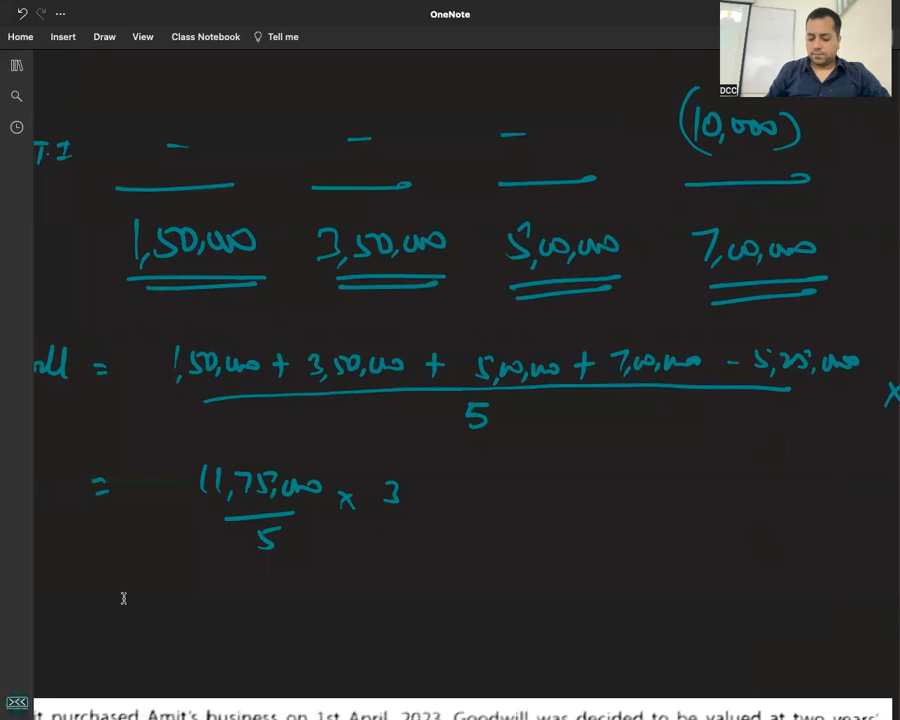 OneNote
Home Insert Draw View Class Notebook Tell me
DCC
T.I - - - (10,000)
1,50,000 3,50,000 5,00,000 7,00,000
= 1,50,000 + 3,50,000 + 5,00,000 + 7,00,000 - 5,25,000 ×
5
= 11,75,000 × 3
5
it purchased Amit's business on 1st April, 2023. Goodwill was decided to be valued at two years'